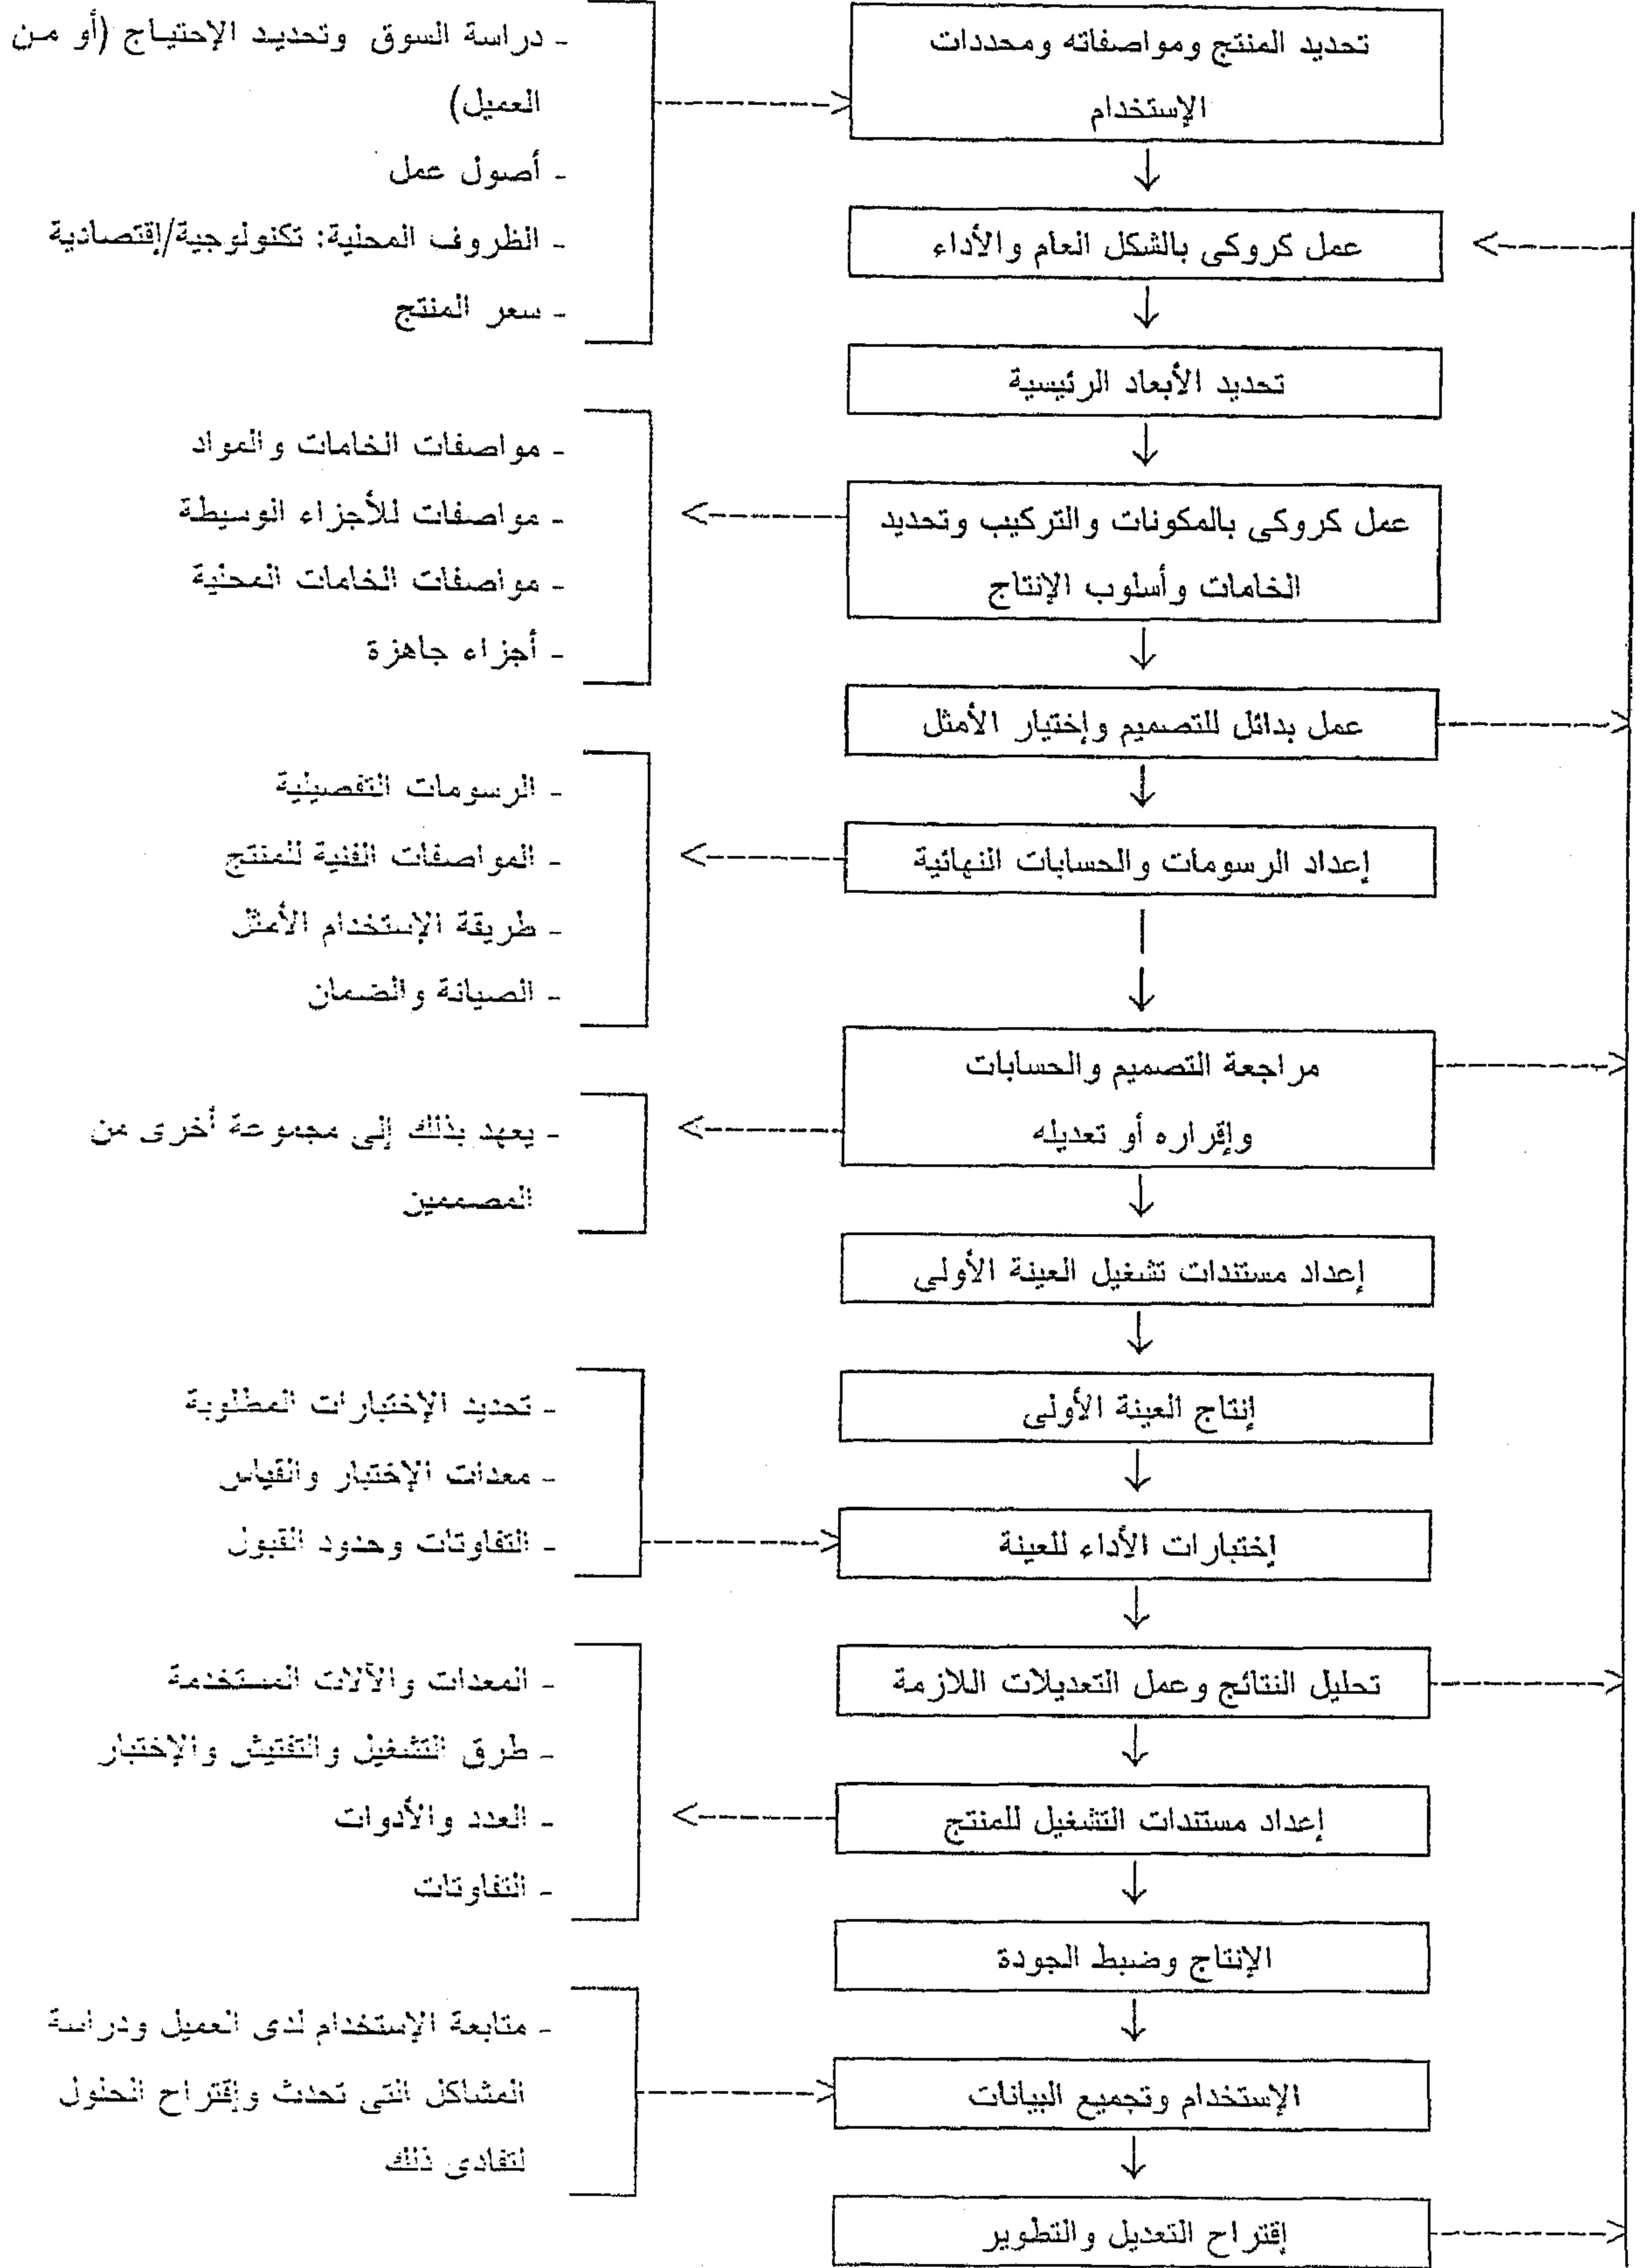 تحديد المنتج ومواصفاته ومحددات
الإستخدام
- دراسة السوق وتحديد الإحتياج (أو من
العميل)
- أصول عمل
- الظروف المحلية: تكنولوجية/إقتصادية
- سعر المنتج
عمل كروكى بالشكل العام والأداء
تحديد الأبعاد الرئيسية
عمل كروكى بالمكونات والتركيب وتحديد
الخامات وأسلوب الإنتاج
- مواصفات الخامات والمواد
- مواصفات للأجزاء الوسيطة
- مواصفات الخامات المحلية
- أجزاء جاهزة
عمل بدائل للتصميم وإختيار الأمثل
إعداد الرسومات والحسابات النهائية
- الرسومات التفصيلية
- المواصفات الفنية للمنتج
- طريقة الإستخدام الأمثل
- الصيانة والضمان
مراجعة التصميم والحسابات
وإقراره أو تعديله
- يعهد بذلك إلى مجموعة أخرى من
المصممين
إعداد مستندات تشغيل العينة الأولى
إنتاج العينة الأولى
إختبارات الأداء للعينة
- تحديد الإختبارات المطلوبة
- معدات الإختبار والقياس
- التفاوتات وحدود القبول
تحليل النتائج وعمل التعديلات اللازمة
إعداد مستندات التشغيل للمنتج
- المعدات والآلات المستخدمة
- طرق التشغيل والتفتيش والإختبار
- العدد والأدوات
- التفاوتات
الإنتاج وضبط الجودة
الإستخدام وتجميع البيانات
- متابعة الإستخدام لدى العميل ودراسة
المشاكل التى تحدث وإقتراح الحلول
لتفادى ذلك
إقتراح التعديل والتطوير